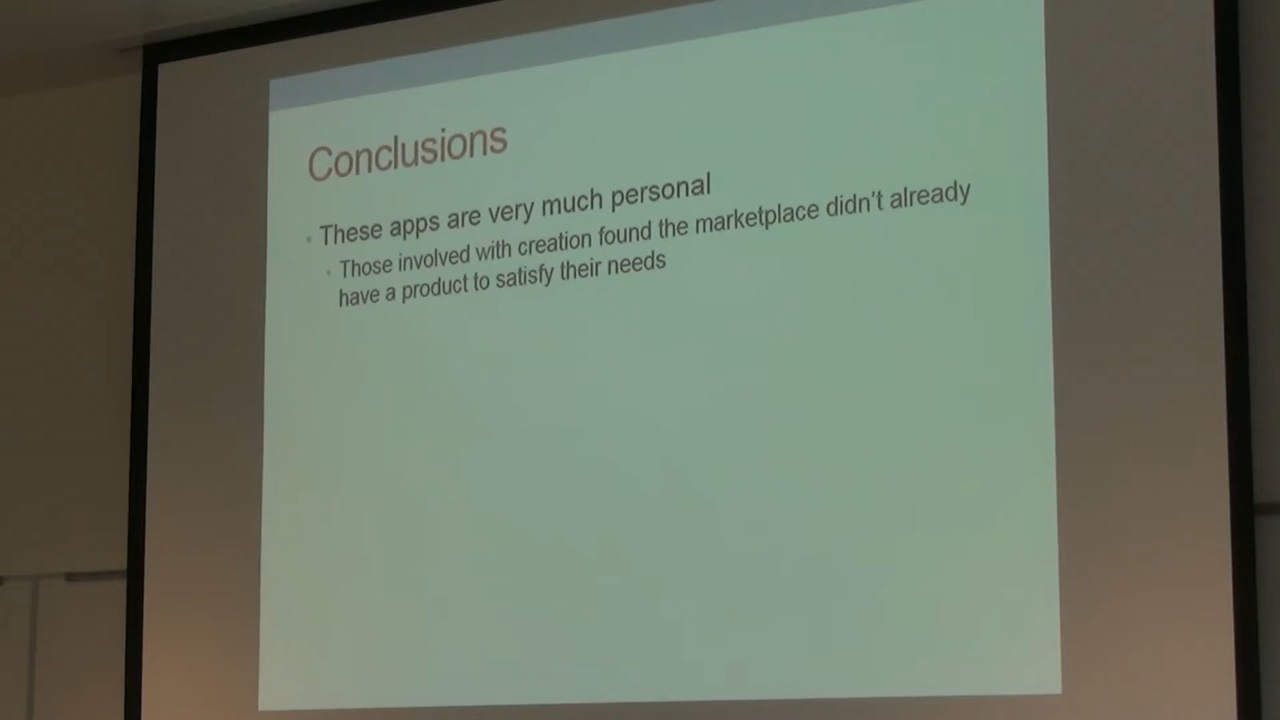 Conclusions
These apps are very much personal
Those involved with creation found the marketplace didn't already
have a product to satisfy their needs